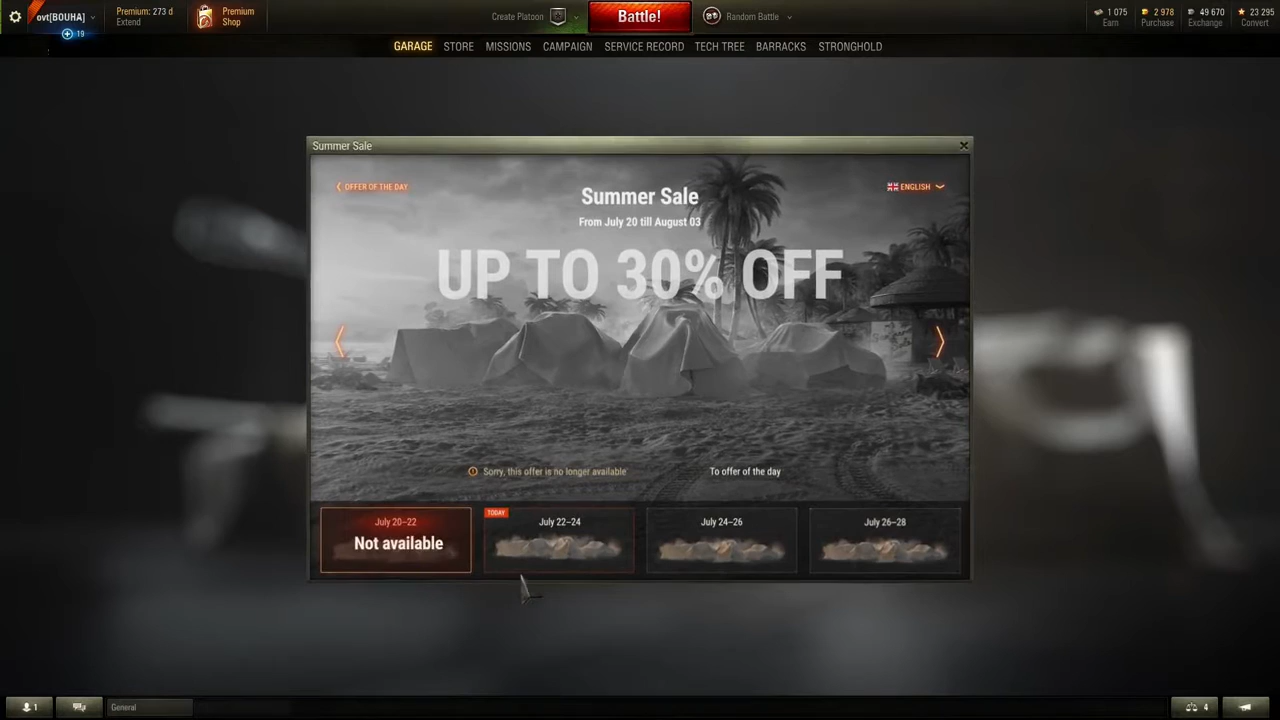 ovt[BOUHA]
19
Premium: 273 d
Extend
Premium
Shop
Create Platoon
Battle!
Random Battle
1 075
Earn
2 978
Purchase
49 670
Exchange
23 295
Convert
GARAGE
STORE
MISSIONS
CAMPAIGN
SERVICE RECORD
TECH TREE
BARRACKS
STRONGHOLD
Summer Sale
OFFER OF THE DAY
ENGLISH
Summer Sale
From July 20 till August 03
UP TO 30% OFF
Sorry, this offer is no longer available
To offer of the day
July 20–22
Not available
TODAY
July 22–24
July 24–26
July 26–28
1
General
4